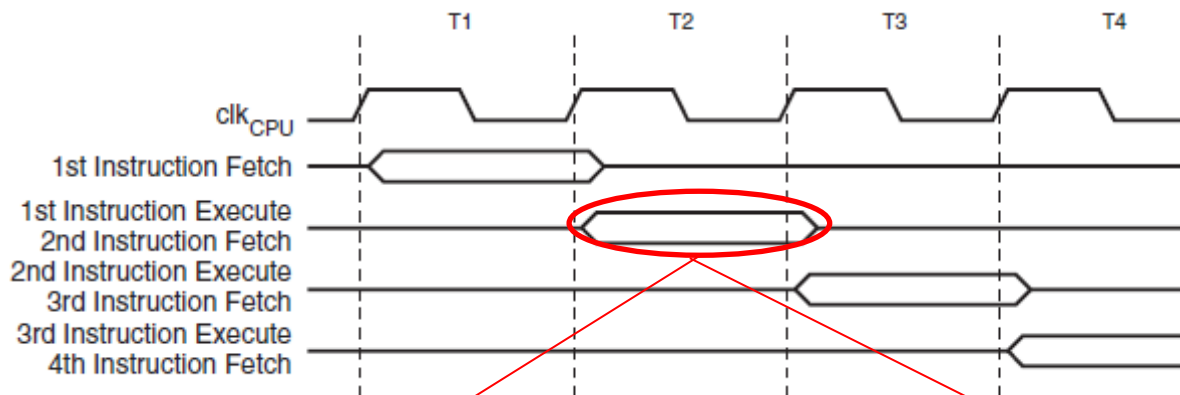 T1 T2 T3 T4
clkCPU
1st Instruction Fetch
1st Instruction Execute
2nd Instruction Fetch
2nd Instruction Execute
3rd Instruction Fetch
3rd Instruction Execute
4th Instruction Fetch